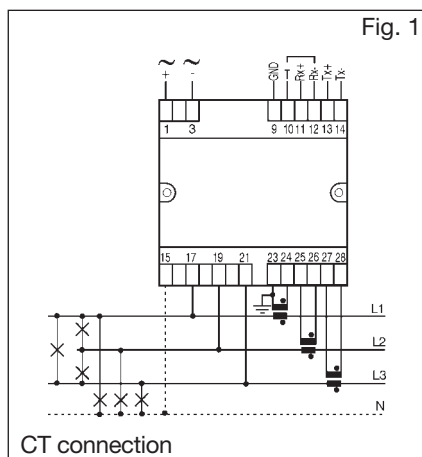 Fig. 1
~ ~
+ -
GND T Rx+ Rx- Tx+ Tx-
1 3 9 10 11 12 13 14
15 17 19 21 23 24 25 26 27 28
L1
L2
L3
N
CT connection